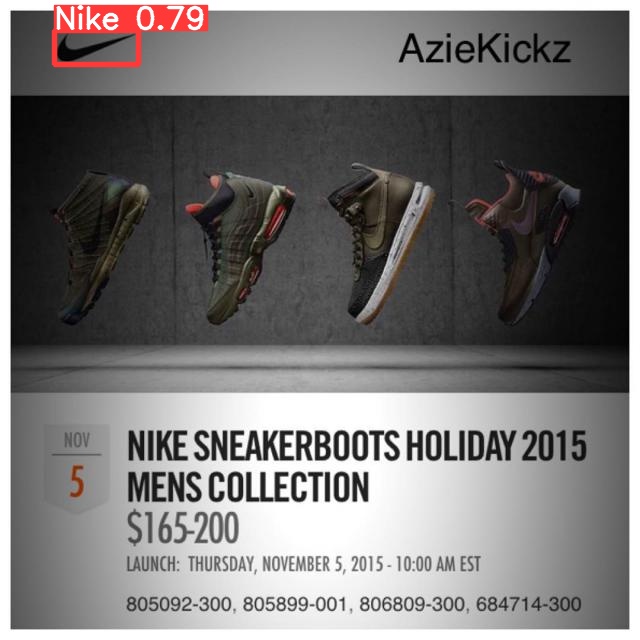 Nike 0.79
AzieKickz
NOV
5
NIKE SNEAKERBOOTS HOLIDAY 2015
MENS COLLECTION
$165-200
LAUNCH: THURSDAY, NOVEMBER 5, 2015 - 10:00 AM EST
805092-300, 805899-001, 806809-300, 684714-300